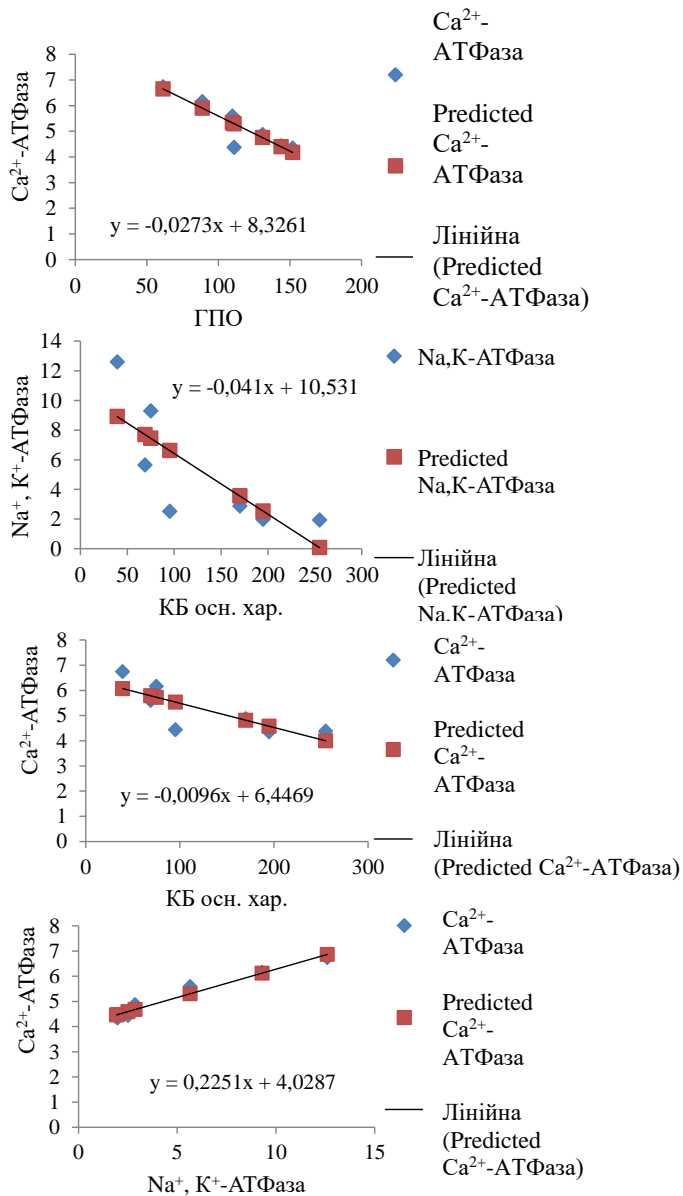 8
7
6
5
4
3
2
1
0
Ca²⁺-АТФаза
y = -0,0273x + 8,3261
0 50 100 150 200
ГПО
Ca²⁺-
АТФаза
Predicted
Ca²⁺-
АТФаза
Лінійна
(Predicted
Ca²⁺-АТФаза)
14
12
10
8
6
4
2
0
Na⁺, K⁺-АТФаза
y = -0,041x + 10,531
0 50 100 150 200 250 300
КБ осн. хар.
Na,К-АТФаза
Predicted
Na,К-АТФаза
Лінійна
(Predicted
Na,К-АТФаза)
8
7
6
5
4
3
2
1
0
Ca²⁺-АТФаза
y = -0,0096x + 6,4469
0 100 200 300
КБ осн. хар.
Ca²⁺-
АТФаза
Predicted
Ca²⁺-
АТФаза
Лінійна
(Predicted Ca²⁺-АТФаза)
8
7
6
5
4
3
2
1
0
Ca²⁺-АТФаза
y = 0,2251x + 4,0287
0 5 10 15
Na⁺, K⁺-АТФаза
Ca²⁺-
АТФаза
Predicted
Ca²⁺-
АТФаза
Лінійна
(Predicted
Ca²⁺-АТФаза)